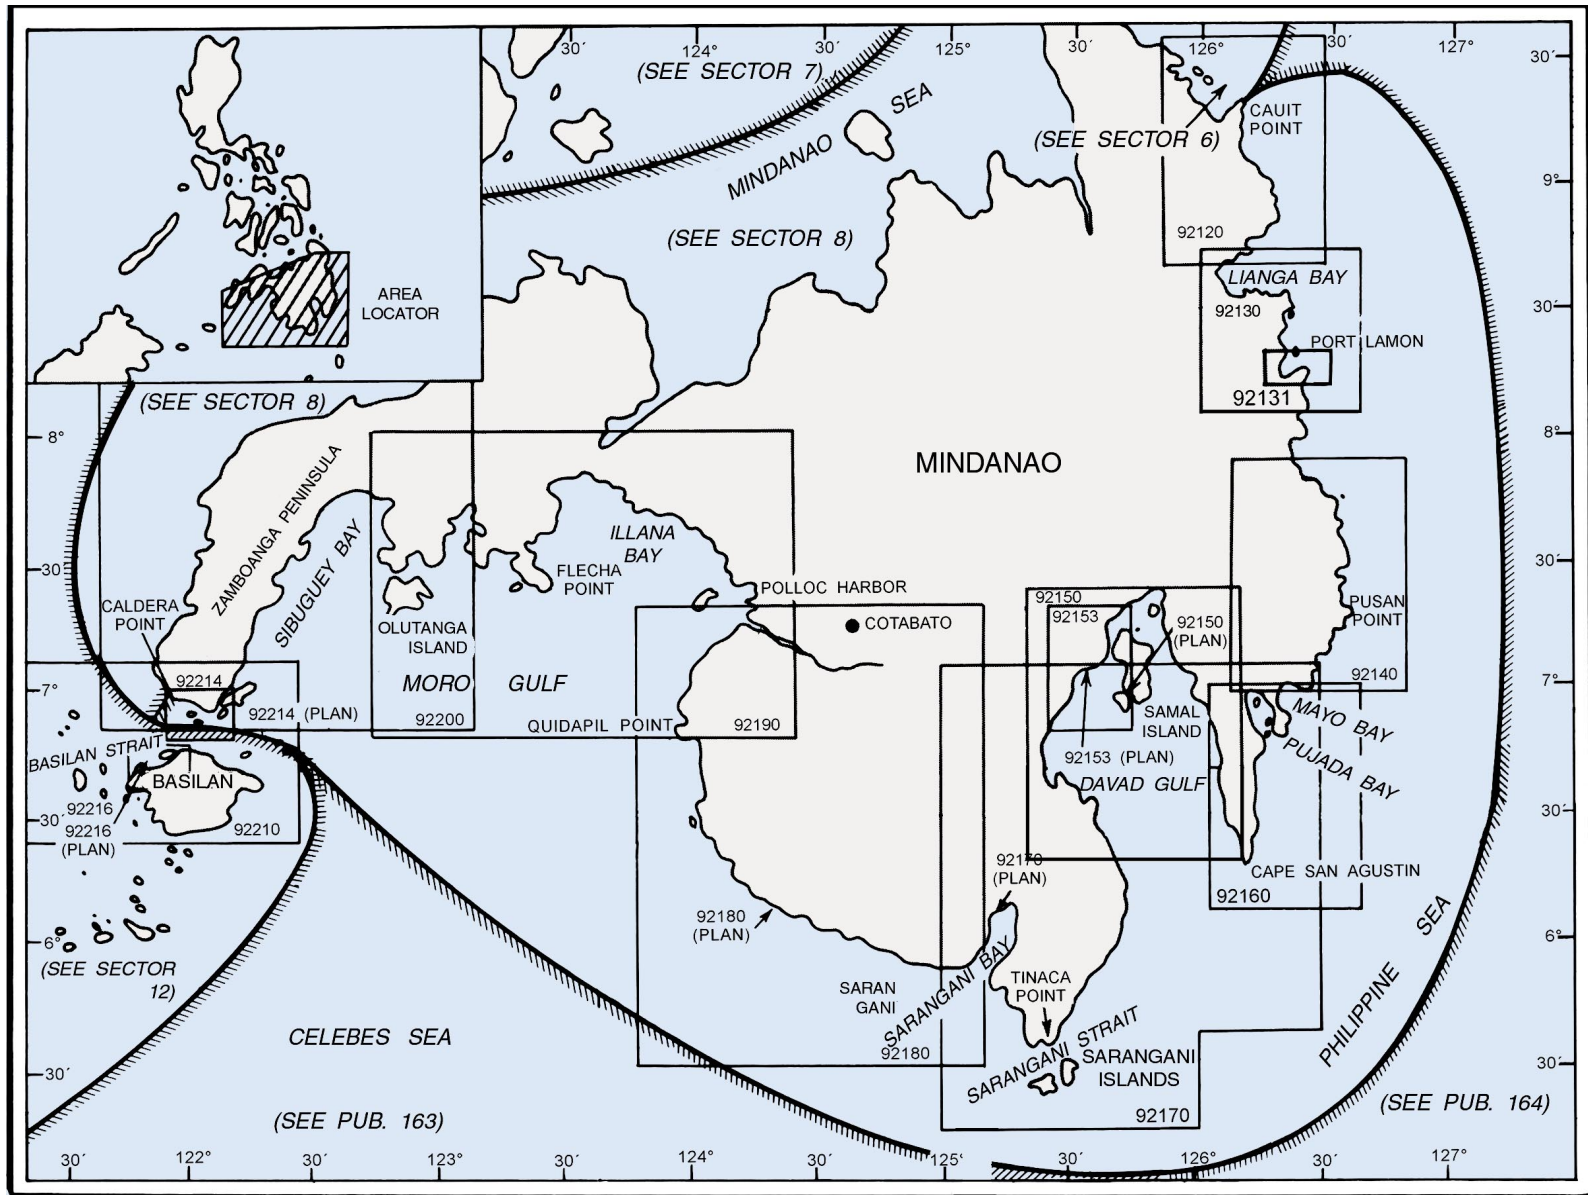 30´
124°
30´
125°
30´
126°
30´
127°
30´
(SEE SECTOR 7)
MINDANAO SEA
(SEE SECTOR 6)
CAUIT
POINT
9°
92120
(SEE SECTOR 8)
LIANGA BAY
AREA
LOCATOR
92130
30´
PORT LAMON
92131
(SEE SECTOR 8)
8°
8°
MINDANAO
ZAMBOANGA PENINSULA
SIBUGUEY BAY
ILLANA
BAY
FLECHA
POINT
30´
30´
POLLOC HARBOR
COTABATO
CALDERA
POINT
OLUTANGA
ISLAND
92150
92153
92150
(PLAN)
PUSAN
POINT
92140
7°
7°
92214
92214 (PLAN)
MORO GULF
92200
QUIDAPIL POINT
92190
SAMAL
ISLAND
92153 (PLAN)
DAVAD GULF
MAYO BAY
PUJADA BAY
BASILAN STRAIT
BASILAN
92216
92216
(PLAN)
92210
30´
30´
92170
(PLAN)
CAPE SAN AGUSTIN
92160
92180
(PLAN)
6°
6°
(SEE SECTOR
12)
SARAN
GANI
SARANGANI BAY
TINACA
POINT
PHILIPPINE SEA
CELEBES SEA
92180
SARANGANI STRAIT
SARANGANI
ISLANDS
30´
30´
92170
(SEE PUB. 163)
(SEE PUB. 164)
30´
122°
30´
123°
30´
124°
30´
125°
30´
126°
30´
127°